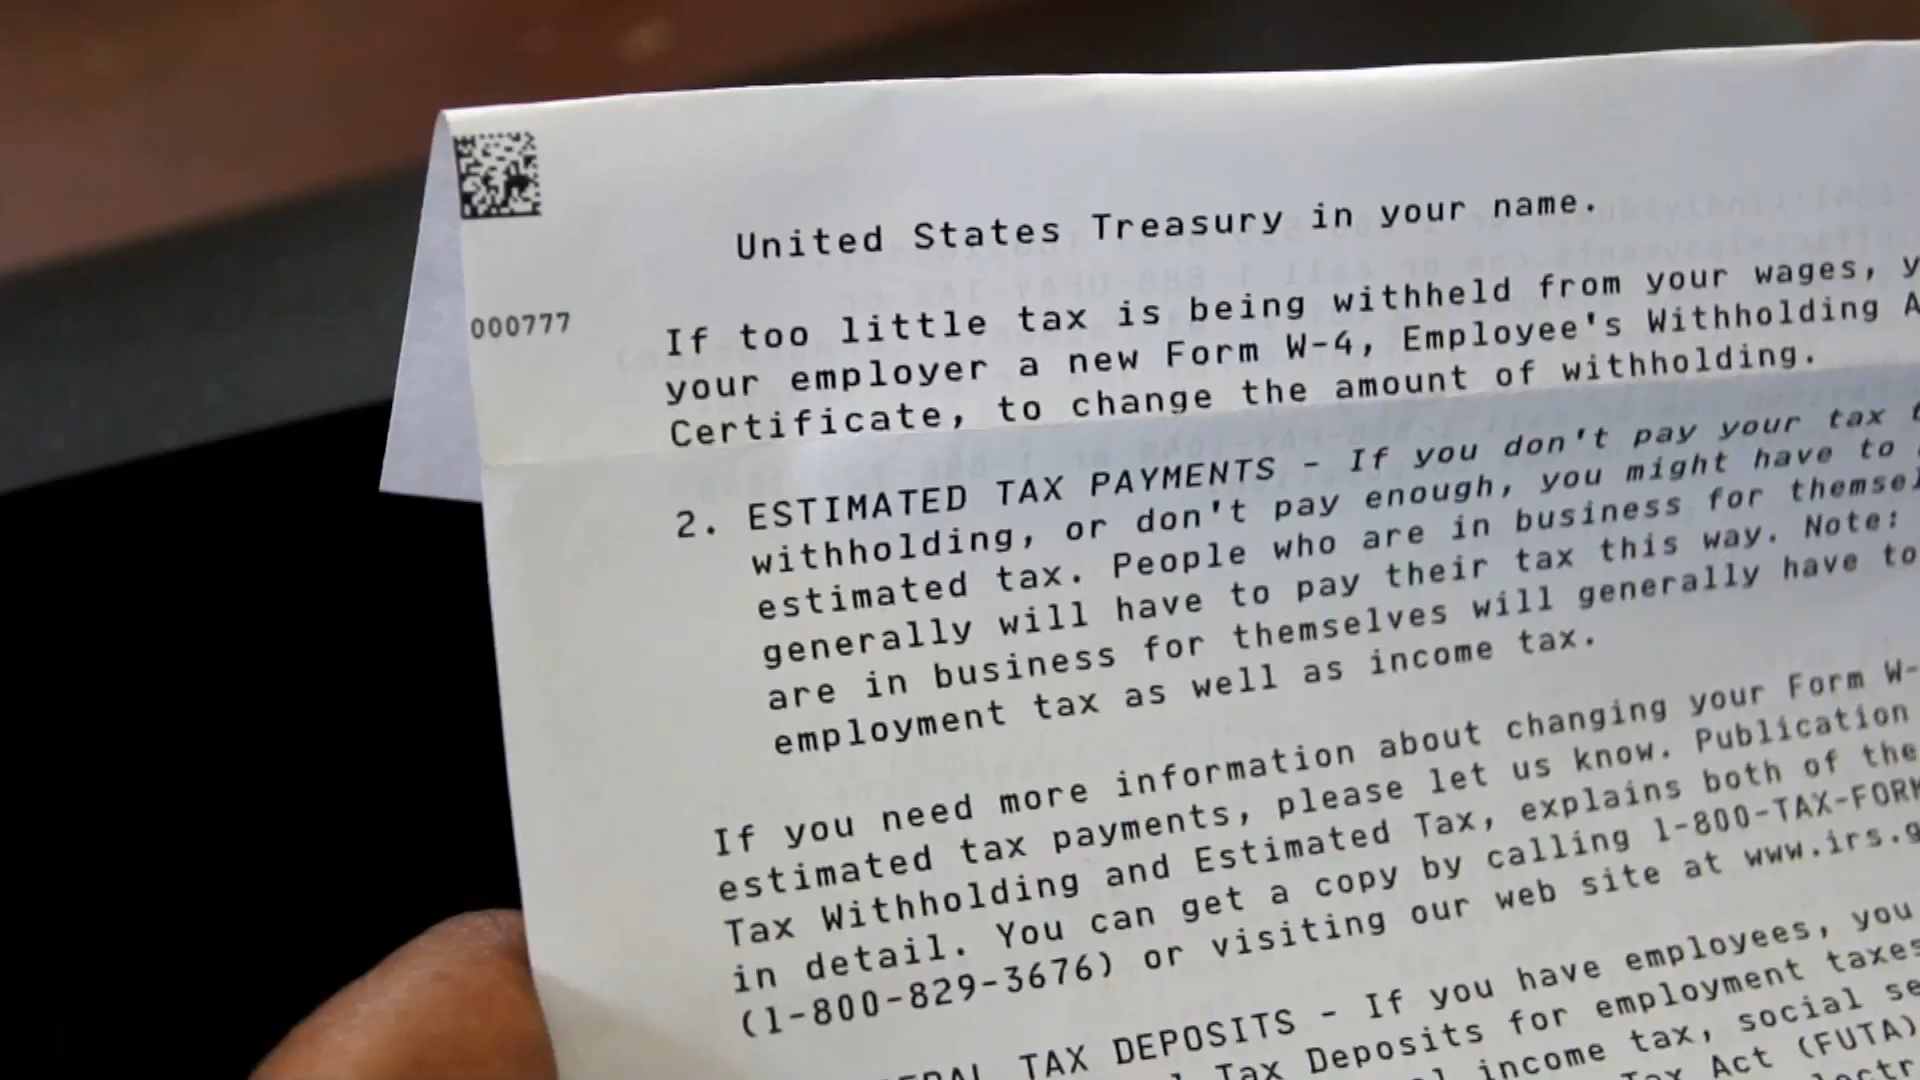 United States Treasury in your name.
000777
If too little tax is being withheld from your wages,
your employer a new Form W-4, Employee's Withholding
Certificate, to change the amount of withholding.
2. ESTIMATED TAX PAYMENTS - If you don't pay your tax
withholding, or don't pay enough, you might have to
estimated tax. People who are in business for
generally will have to pay their tax this way. Note:
are in business for themselves will generally have to
employment tax as well as income tax.
If you need more information about changing your Form
estimated tax payments, please let us know. Publication
Tax Withholding and Estimated Tax, explains both of
in detail. You can get a copy by calling 1-800-TAX-FORM
(1-800-829-3676) or visiting our web site at
TAX DEPOSITS - If you have employees, you
Tax Deposits for employment taxes
income tax, social
Tax Act (FUTA)